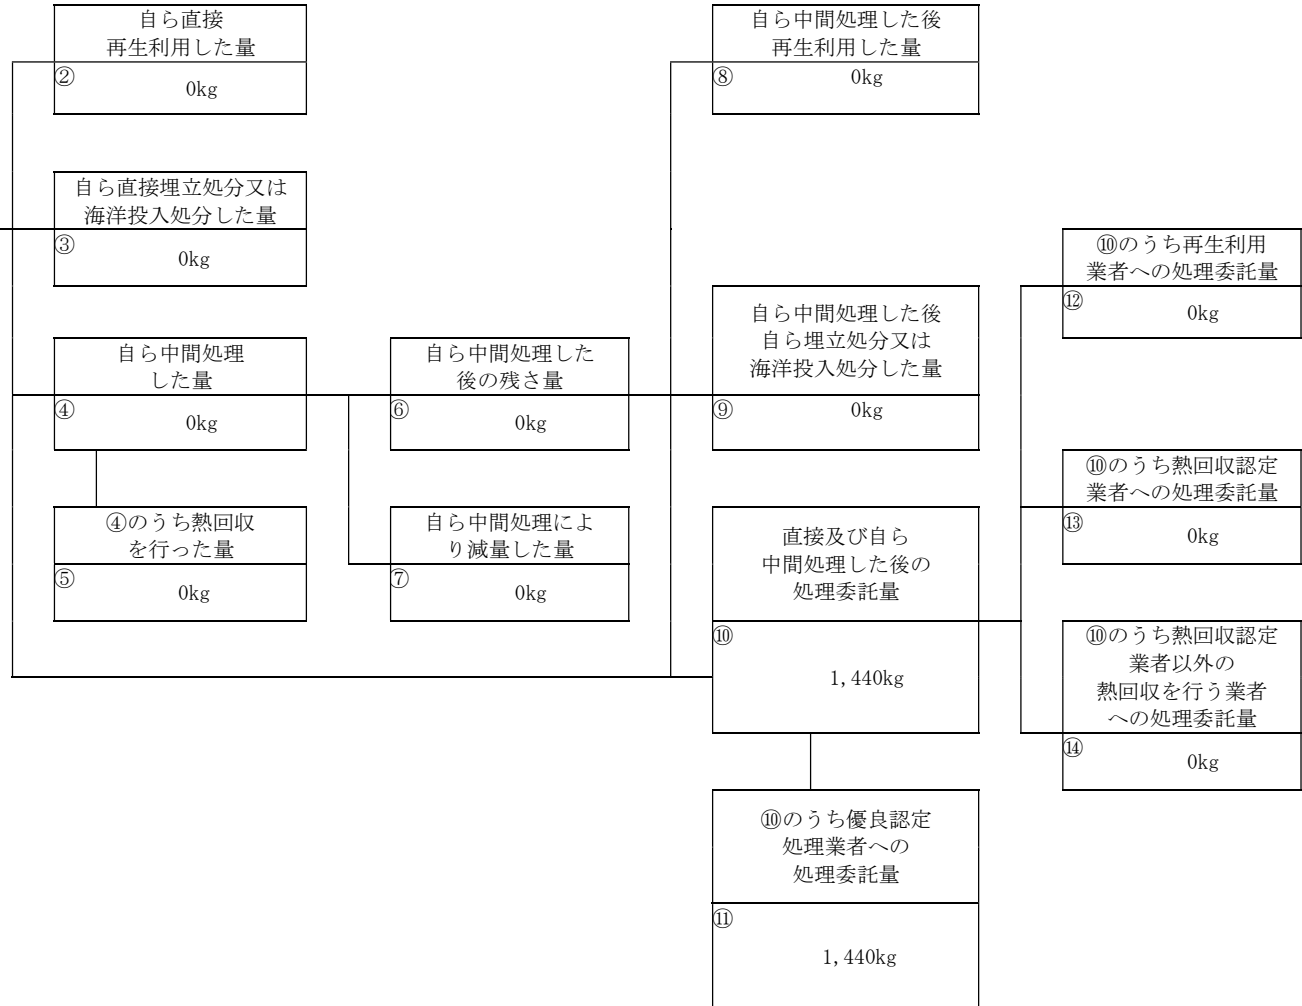 自ら直接
再生利用した量
②
0kg
自ら中間処理した後
再生利用した量
⑧
0kg
自ら直接埋立処分又は
海洋投入処分した量
③
0kg
⑩のうち再生利用
業者への処理委託量
⑫
0kg
自ら中間処理した後
自ら埋立処分又は
海洋投入処分した量
⑨
0kg
自ら中間処理
した量
④
0kg
自ら中間処理した
後の残さ量
⑥
0kg
⑩のうち熱回収認定
業者への処理委託量
⑬
0kg
④のうち熱回収
を行った量
⑤
0kg
自ら中間処理によ
り減量した量
⑦
0kg
直接及び自ら
中間処理した後の
処理委託量
⑩
1,440kg
⑩のうち熱回収認定
業者以外の
熱回収を行う業者
への処理委託量
⑭
0kg
⑩のうち優良認定
処理業者への
処理委託量
⑪
1,440kg